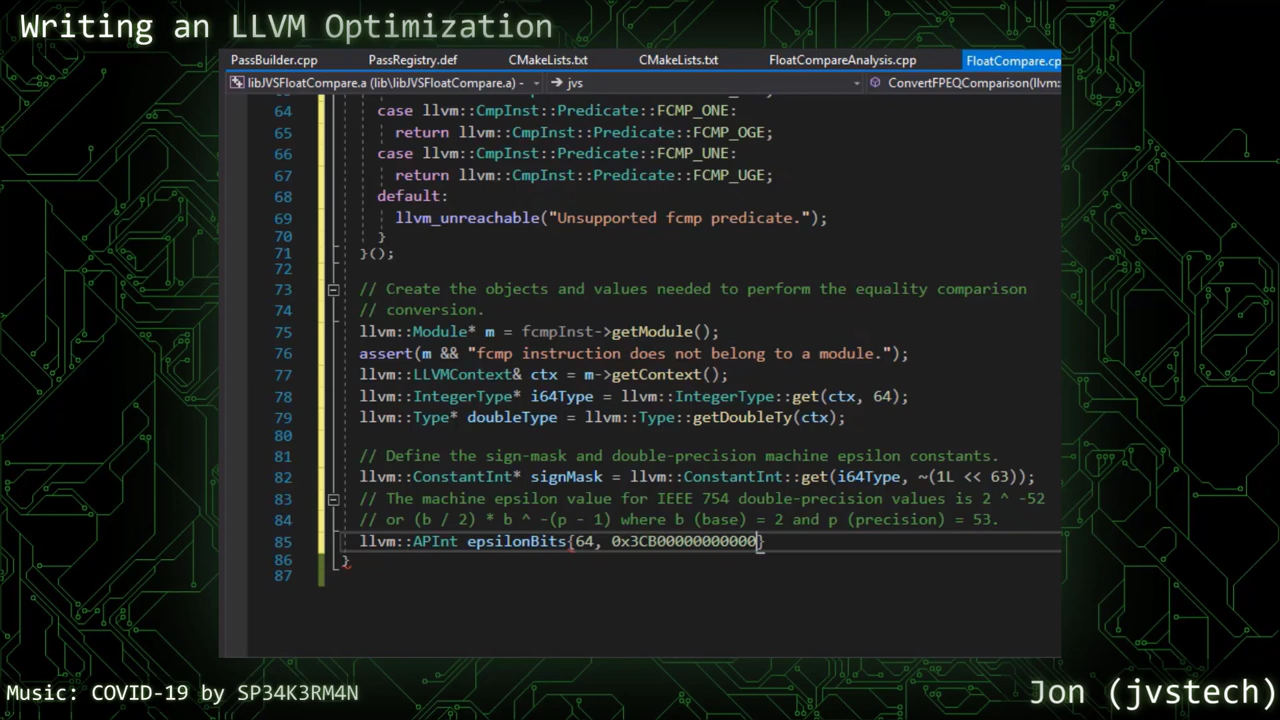 Writing an LLVM Optimization
PassBuilder.cpp PassRegistry.def CMakeLists.txt CMakeLists.txt FloatCompareAnalysis.cpp FloatCompare.cp
libJVSFloatCompare.a (lib\libJVSFloatCompare.a) - jvs ConvertFPEQComparison(llvm:
64 case llvm::CmpInst::Predicate::FCMP_ONE:
65 return llvm::CmpInst::Predicate::FCMP_OGE;
66 case llvm::CmpInst::Predicate::FCMP_UNE:
67 return llvm::CmpInst::Predicate::FCMP_UGE;
68 default:
69 llvm_unreachable("Unsupported fcmp predicate.");
70 }
71 }();
72
73 // Create the objects and values needed to perform the equality comparison
74 // conversion.
75 llvm::Module* m = fcmpInst->getModule();
76 assert(m && "fcmp instruction does not belong to a module.");
77 llvm::LLVMContext& ctx = m->getContext();
78 llvm::IntegerType* i64Type = llvm::IntegerType::get(ctx, 64);
79 llvm::Type* doubleType = llvm::Type::getDoubleTy(ctx);
80
81 // Define the sign-mask and double-precision machine epsilon constants.
82 llvm::ConstantInt* signMask = llvm::ConstantInt::get(i64Type, ~(1L << 63));
83 // The machine epsilon value for IEEE 754 double-precision values is 2 ^ -52
84 // or (b / 2) * b ^ -(p - 1) where b (base) = 2 and p (precision) = 53.
85 llvm::APInt epsilonBits{64, 0x3CB00000000000}
86 }
87
Music: COVID-19 by SP34K3RM4N
Jon (jvstech)